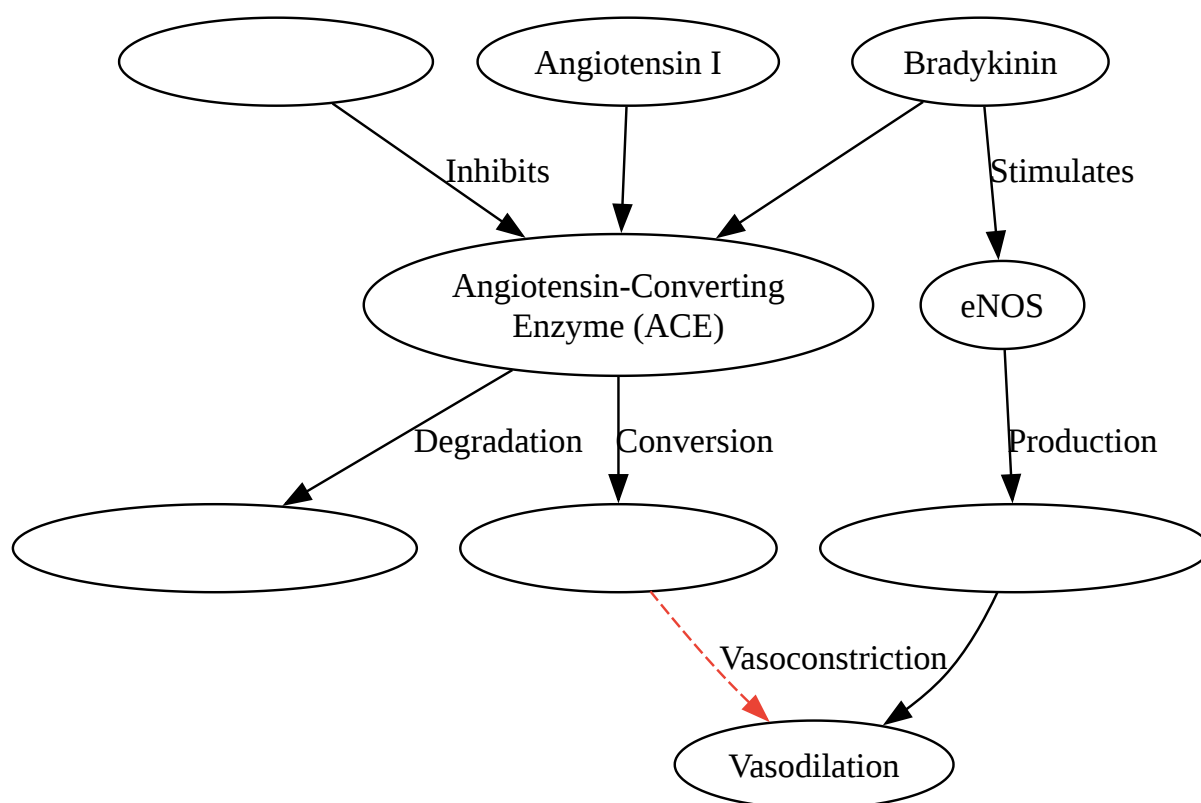 Angiotensin I
Bradykinin
Inhibits
Stimulates
Angiotensin-Converting
Enzyme (ACE)
eNOS
Degradation
Conversion
Production
Vasoconstriction
Vasodilation